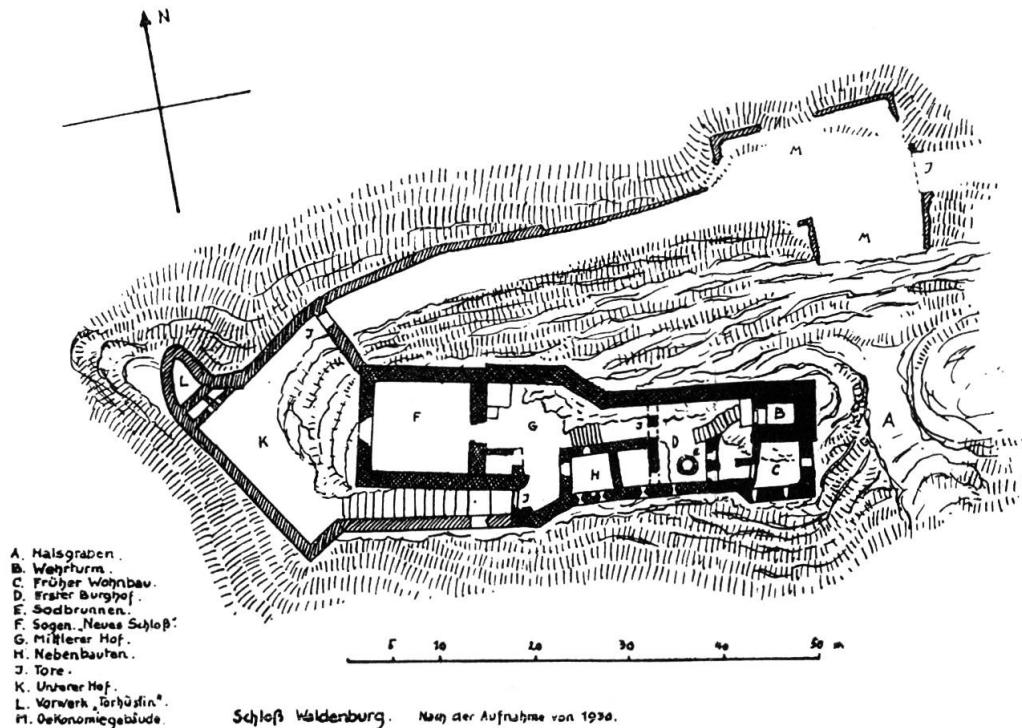 N
M
J
M
J
L
K
F
G
J
D
E
B
A
H
C
J
A. Halsgraben.
B. Wehrturm.
C. Früher Wohnbau.
D. Erster Burghof.
E. Sodbrunnen.
F. Sogen. „Neues Schloß".
G. Mittlerer Hof.
H. Nebenbauten.
J. Tore.
K. Unterer Hof.
L. Vorwerk „Torhüslin".
M. Oekonomiegebäude.
5 10 20 30 40 50 m
Schloß Waldenburg. Nach der Aufnahme von 1930.